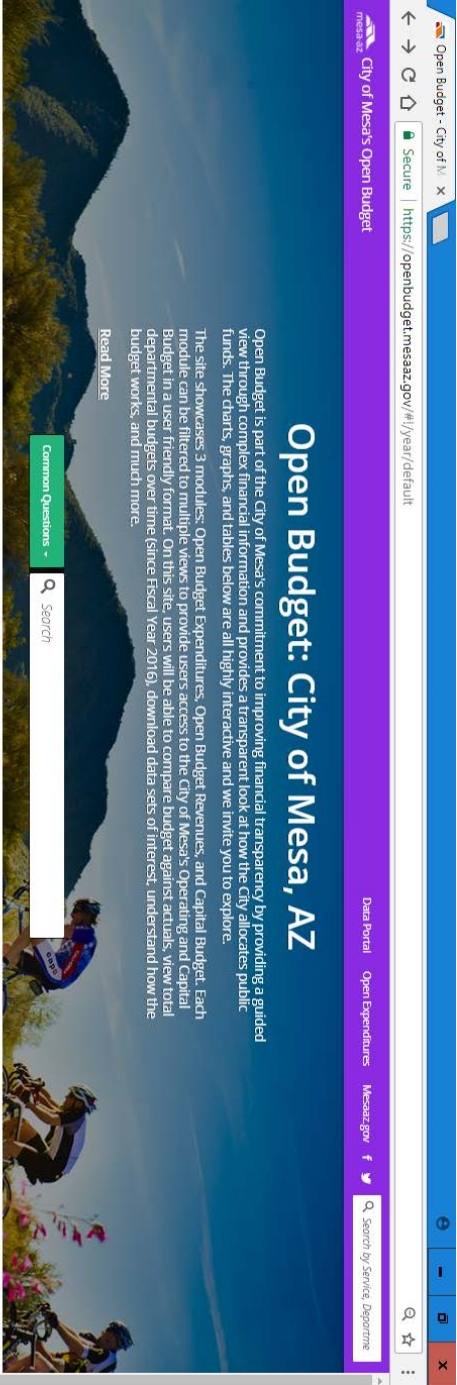 Open Budget - City of M
Secure | https://openbudget.mesaaz.gov/#!/year/default
mesa·az City of Mesa's Open Budget Data Portal Open Expenditures Mesaaz.gov Search by Service, Departme
Open Budget: City of Mesa, AZ
Open Budget is part of the City of Mesa's commitment to improving financial transparency by providing a guided
view through complex financial information and provides a transparent look at how the City allocates public
funds. The charts, graphs, and tables below are all highly interactive and we invite you to explore.
The site showcases 3 modules: Open Budget Expenditures, Open Budget Revenues, and Capital Budget. Each
module can be filtered to multiple views to provide users access to the City of Mesa's Operating and Capital
Budget in a user friendly format. On this site, users will be able to compare budget against actuals, view total
departmental budgets over time (since Fiscal Year 2016), download data sets of interest, understand how the
budget works, and much more.
Read More
Common Questions Search